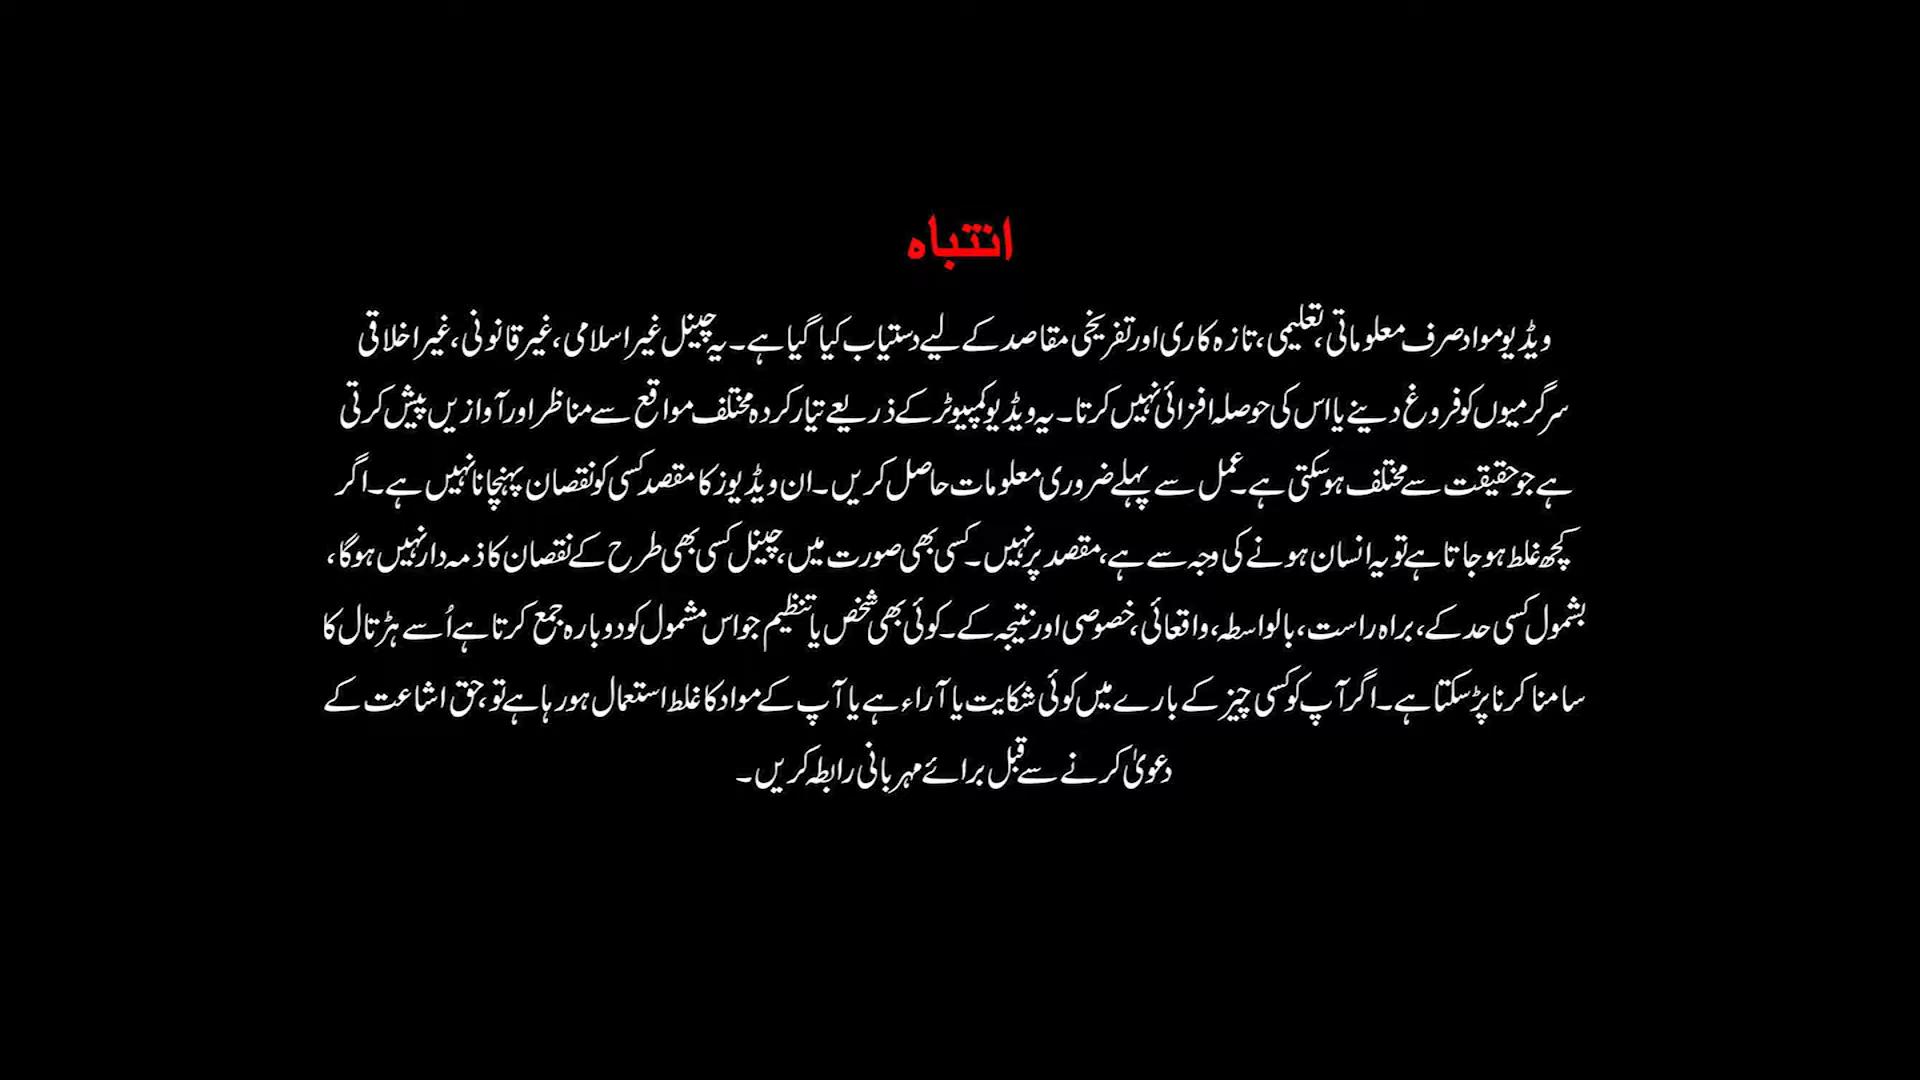 انتباہ
ویڈیو مواد صرف معلوماتی، تعلیمی، تازہ کاری اور تفریحی مقاصد کے لیے دستیاب کیا گیا ہے۔ یہ چینل غیر اسلامی، غیر قانونی، غیر اخلاقی
سرگرمیوں کو فروغ دینے یا اس کی حوصلہ افزائی نہیں کرتا۔ یہ ویڈیو کمپیوٹر کے ذریعے تیار کردہ مختلف مواقع سے مناظر اور آوازیں پیش کرتی
ہے جو حقیقت سے مختلف ہو سکتی ہے۔ عمل سے پہلے ضروری معلومات حاصل کریں۔ ان ویڈیوز کا مقصد کسی کو نقصان پہنچانا نہیں ہے۔ اگر
کچھ غلط ہو جاتا ہے تو یہ انسان ہونے کی وجہ سے ہے، مقصد پر نہیں۔ کسی بھی صورت میں، چینل کسی بھی طرح کے نقصان کا ذمہ دار نہیں ہوگا،
بشمول کسی حد کے، براہ راست، بالواسطہ، واقعاتی، خصوصی اور نتیجہ کے۔ کوئی بھی شخص یا تنظیم جو اس مشمول کو دوبارہ جمع کرتا ہے اُسے ہڑتال کا
سامنا کرنا پڑ سکتا ہے۔ اگر آپ کو کسی چیز کے بارے میں کوئی شکایت یا آراء ہے یا آپ کے مواد کا غلط استعمال ہو رہا ہے تو، حق اشاعت کے
دعویٰ کرنے سے قبل برائے مہربانی رابطہ کریں۔